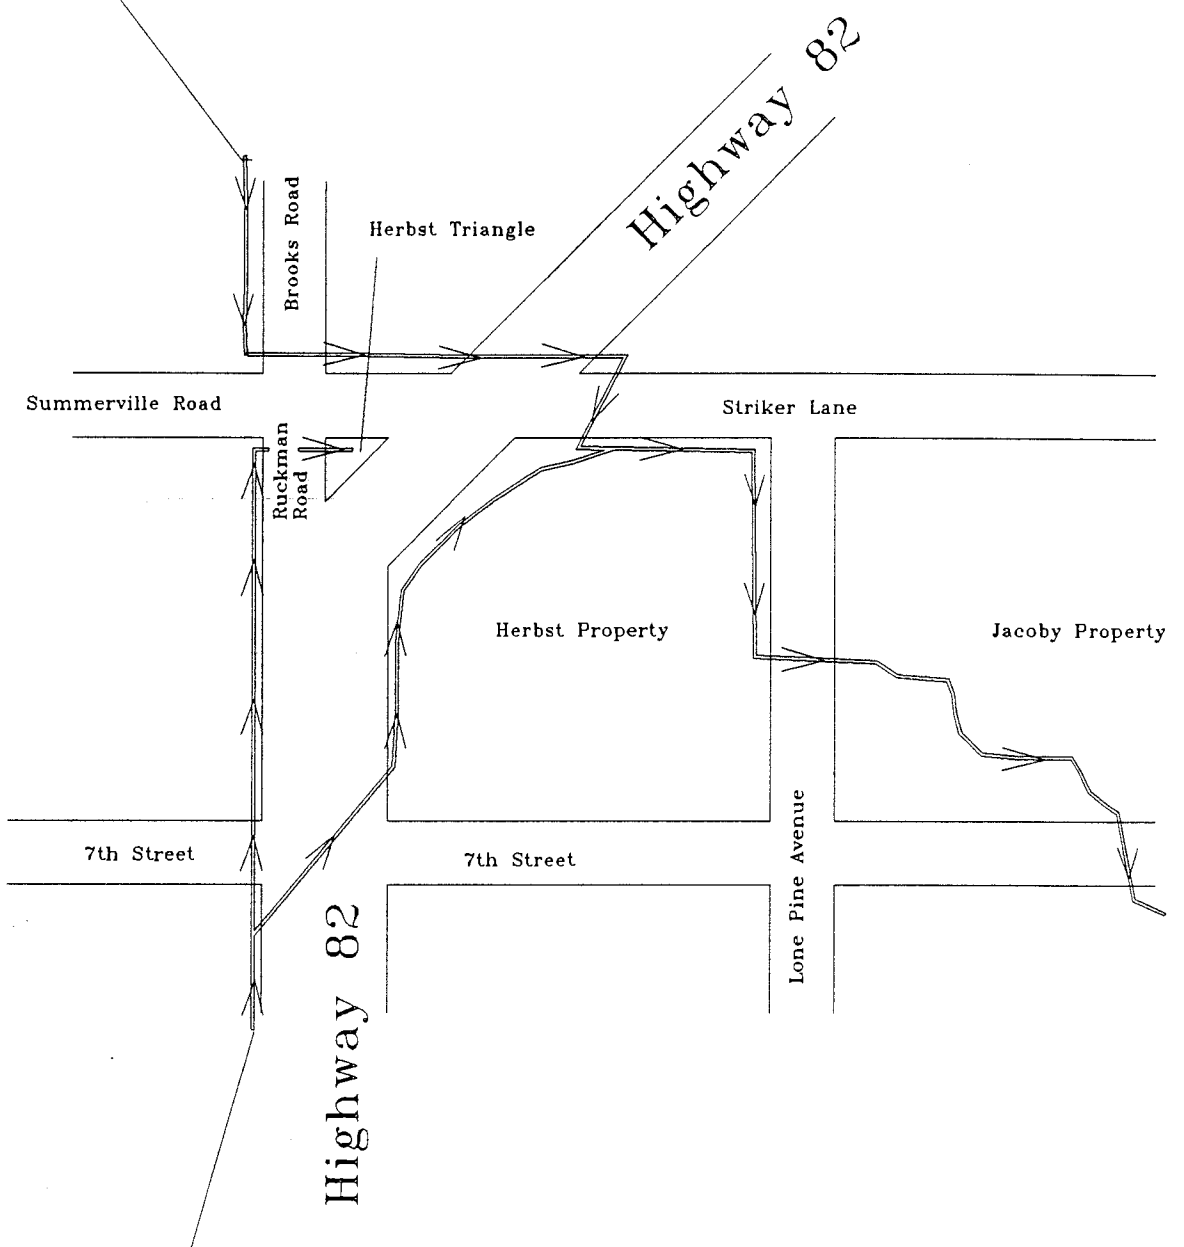 Highway 82
Brooks Road
Herbst Triangle
Summerville Road
Striker Lane
Ruckman
Road
Herbst Property
Jacoby Property
7th Street
7th Street
Lone Pine Avenue
Highway 82